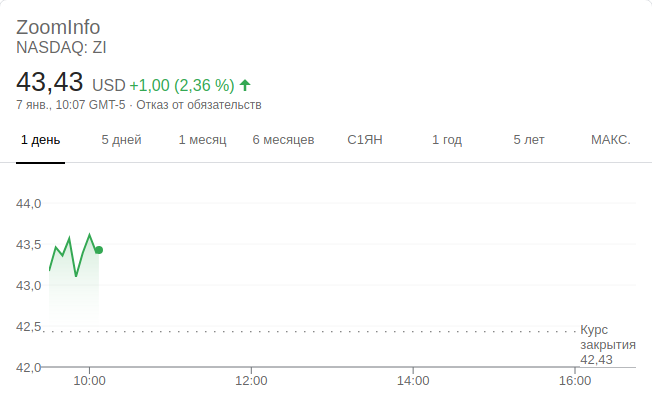 ZoomInfo
NASDAQ: ZI
43,43 USD +1,00 (2,36 %)
7 янв., 10:07 GMT-5 · Отказ от обязательств
1 день 5 дней 1 месяц 6 месяцев С1ЯН 1 год 5 лет МАКС.
44,0
43,5
43,0
42,5
Курс
закрытия
42,43
42,0
10:00 12:00 14:00 16:00